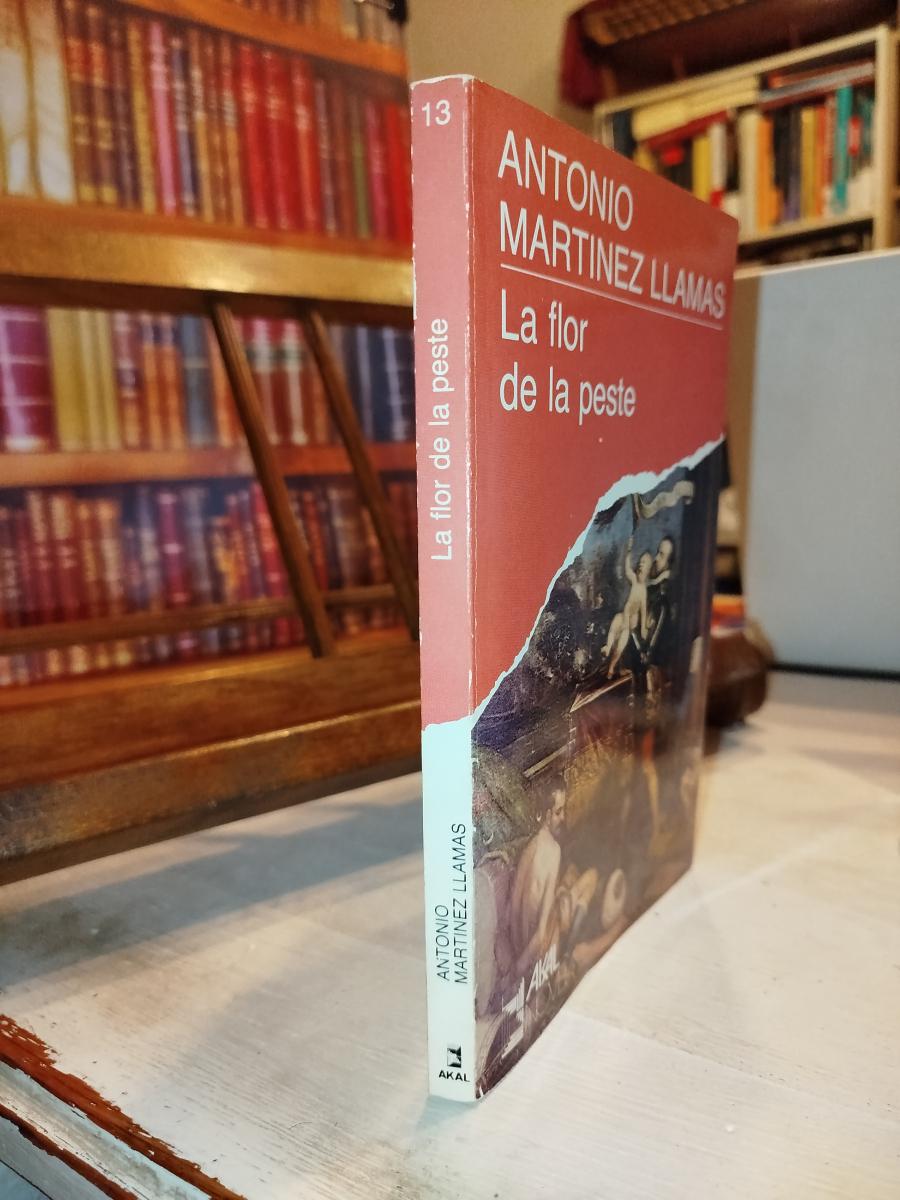 13
La flor de la peste
ANTONIO
MARTINEZ LLAMAS
AKAL
ANTONIO
MARTINEZ LLAMAS
La flor
de la peste
AKAL